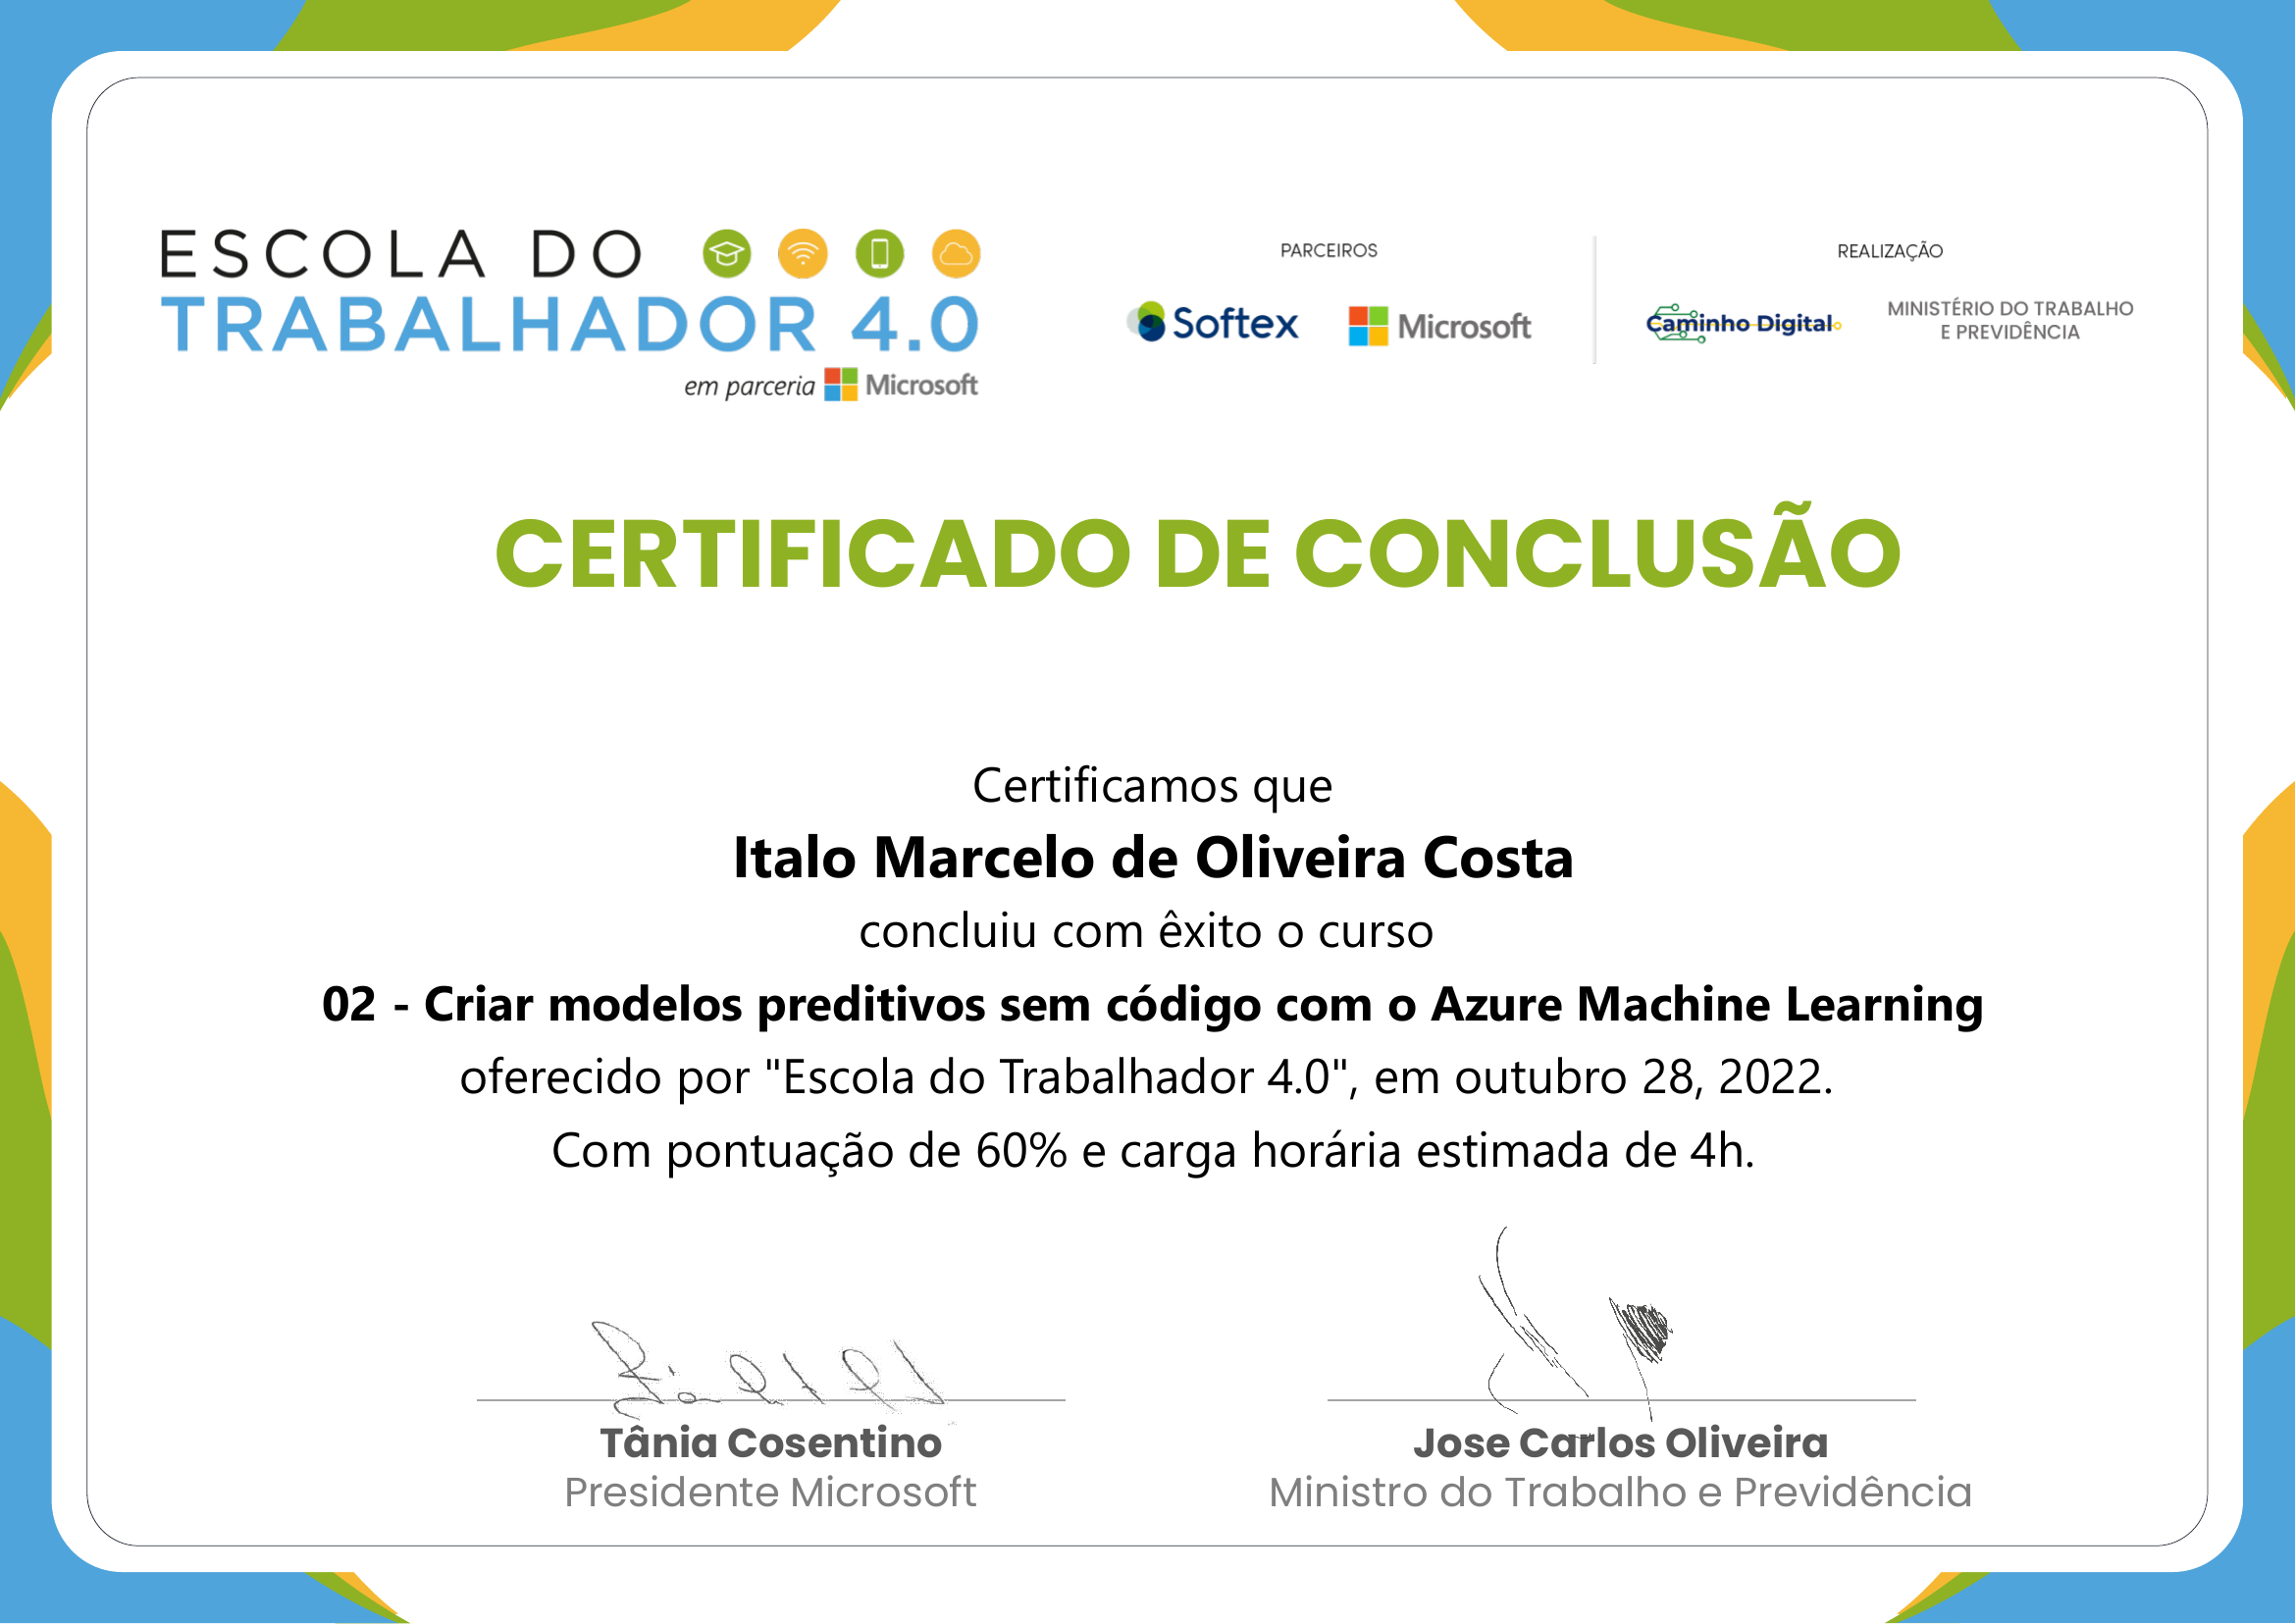 ESCOLA DO
TRABALHADOR 4.0
em parceria Microsoft
PARCEIROS
Softex Microsoft
REALIZAÇÃO
Caminho Digital
MINISTÉRIO DO TRABALHO
E PREVIDÊNCIA
CERTIFICADO DE CONCLUSÃO
Certificamos que
Italo Marcelo de Oliveira Costa
concluiu com êxito o curso
02 - Criar modelos preditivos sem código com o Azure Machine Learning
oferecido por "Escola do Trabalhador 4.0", em outubro 28, 2022.
Com pontuação de 60% e carga horária estimada de 4h.
Tânia Cosentino
Presidente Microsoft
Jose Carlos Oliveira
Ministro do Trabalho e Previdência